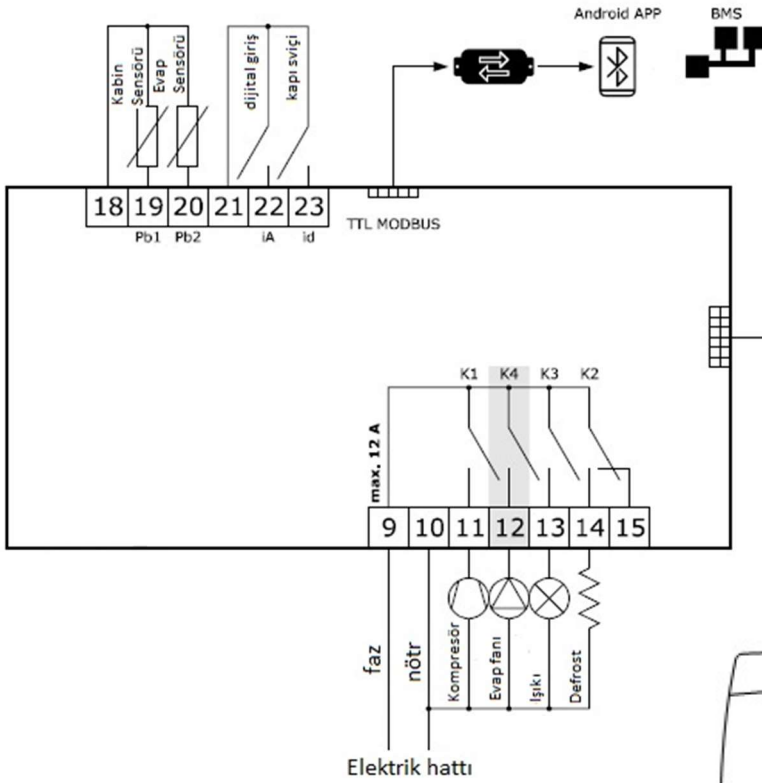 Android APP
BMS
Kabin
Sensörü
Evap
Sensörü
dijital giriş
kapı sviçi
18 19 20 21 22 23
Pb1 Pb2 iA id
TTL MODBUS
K1 K4 K3 K2
max. 12 A
9 10 11 12 13 14 15
faz
nötr
Kompresör
Evap fanı
Işıkı
Defrost
Elektrik hattı